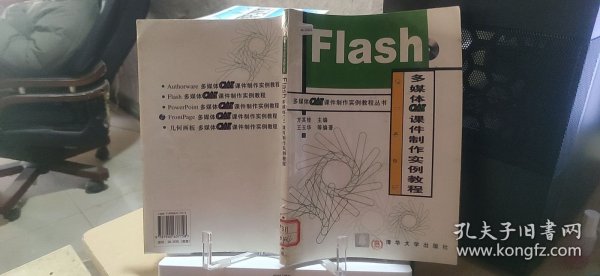 Authorware 多媒体CAI课件制作实例教程
Flash 多媒体CAI课件制作实例教程
PowerPoint 多媒体CAI课件制作实例教程
FrontPage 多媒体CAI课件制作实例教程
几何画板 多媒体CAI课件制作实例教程
Flash
多媒体CAI课件制作实例教程丛书
方其桂 主编
王玉华 等编著
多媒体CAI课件制作实例教程
清华大学出版社
孔夫子旧书网
www.kongfz.com